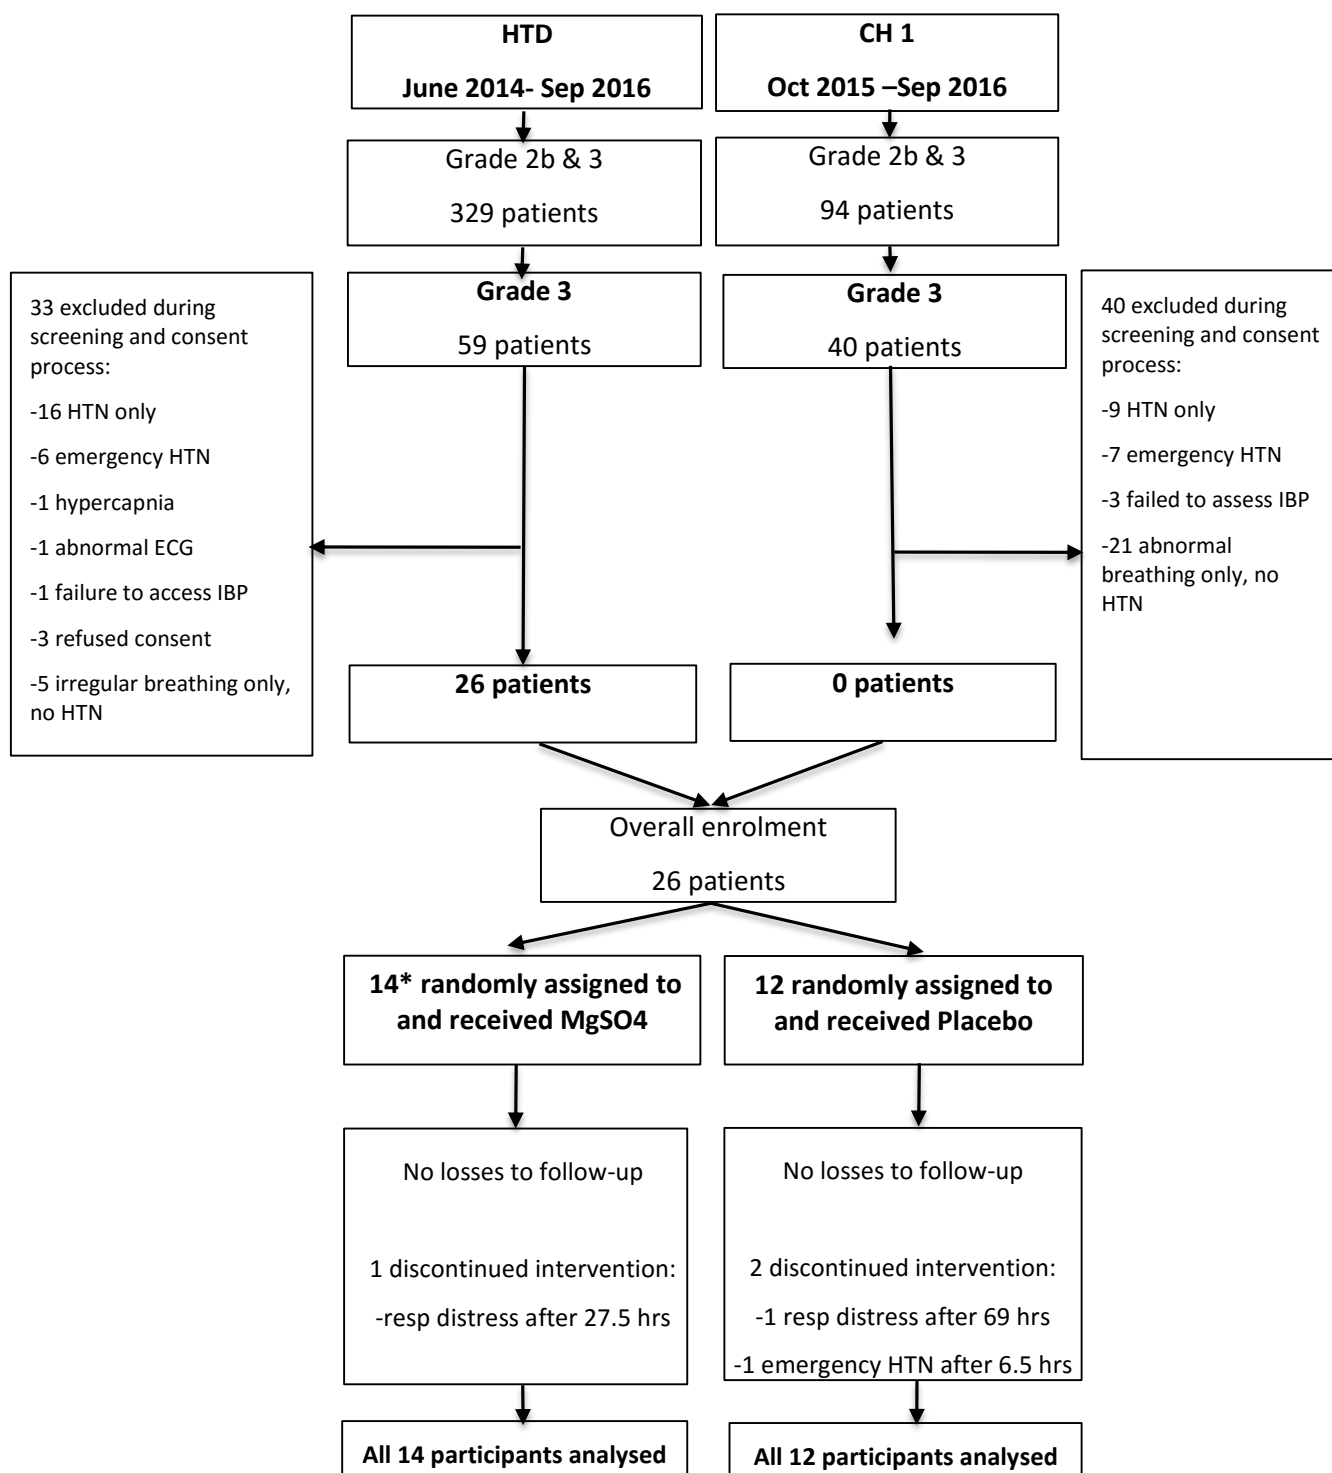 HTD
June 2014- Sep 2016
CH 1
Oct 2015 –Sep 2016
Grade 2b & 3
329 patients
Grade 2b & 3
94 patients
Grade 3
59 patients
Grade 3
40 patients
33 excluded during
screening and consent
process:
-16 HTN only
-6 emergency HTN
-1 hypercapnia
-1 abnormal ECG
-1 failure to access IBP
-3 refused consent
-5 irregular breathing only,
no HTN
40 excluded during
screening and consent
process:
-9 HTN only
-7 emergency HTN
-3 failed to assess IBP
-21 abnormal
breathing only, no
HTN
26 patients
0 patients
Overall enrolment
26 patients
14* randomly assigned to
and received MgSO4
12 randomly assigned to
and received Placebo
No losses to follow-up
1 discontinued intervention:
-resp distress after 27.5 hrs
No losses to follow-up
2 discontinued intervention:
-1 resp distress after 69 hrs
-1 emergency HTN after 6.5 hrs
All 14 participants analysed
All 12 participants analysed